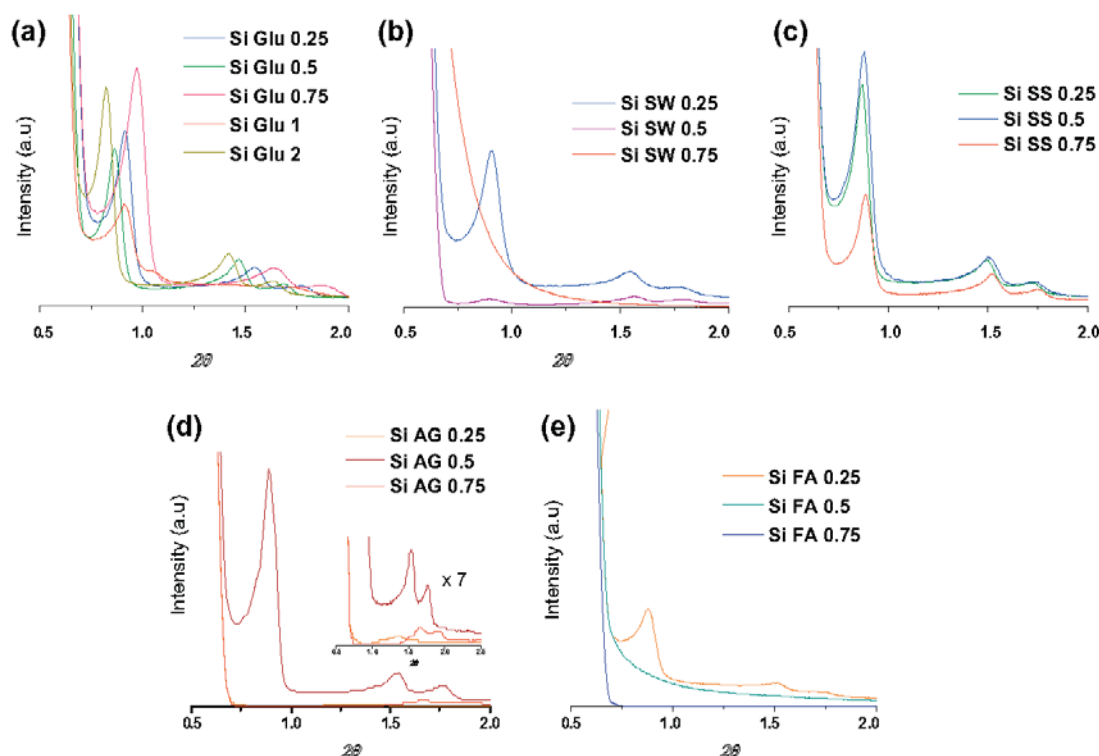 (a)
Si Glu 0.25
Si Glu 0.5
Si Glu 0.75
Si Glu 1
Si Glu 2
Intensity (a.u)
0.5 1.0 1.5 2.0
2θ
(b)
Si SW 0.25
Si SW 0.5
Si SW 0.75
Intensity (a.u)
0.5 1.0 1.5 2.0
2θ
(c)
Si SS 0.25
Si SS 0.5
Si SS 0.75
Intensity (a.u)
0.5 1.0 1.5 2.0
2θ
(d)
Si AG 0.25
Si AG 0.5
Si AG 0.75
x 7
Intensity (a.u)
0.5 1.0 1.5 2.0
2θ
(e)
Si FA 0.25
Si FA 0.5
Si FA 0.75
Intensity (a.u)
0.5 1.0 1.5 2.0
2θ